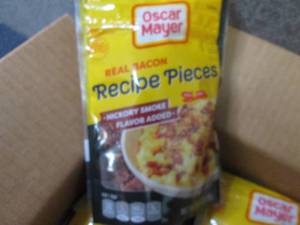 Oscar
Mayer
REAL BACON
Recipe Pieces
HICKORY SMOKE
FLAVOR ADDED
Oscar
Mayer